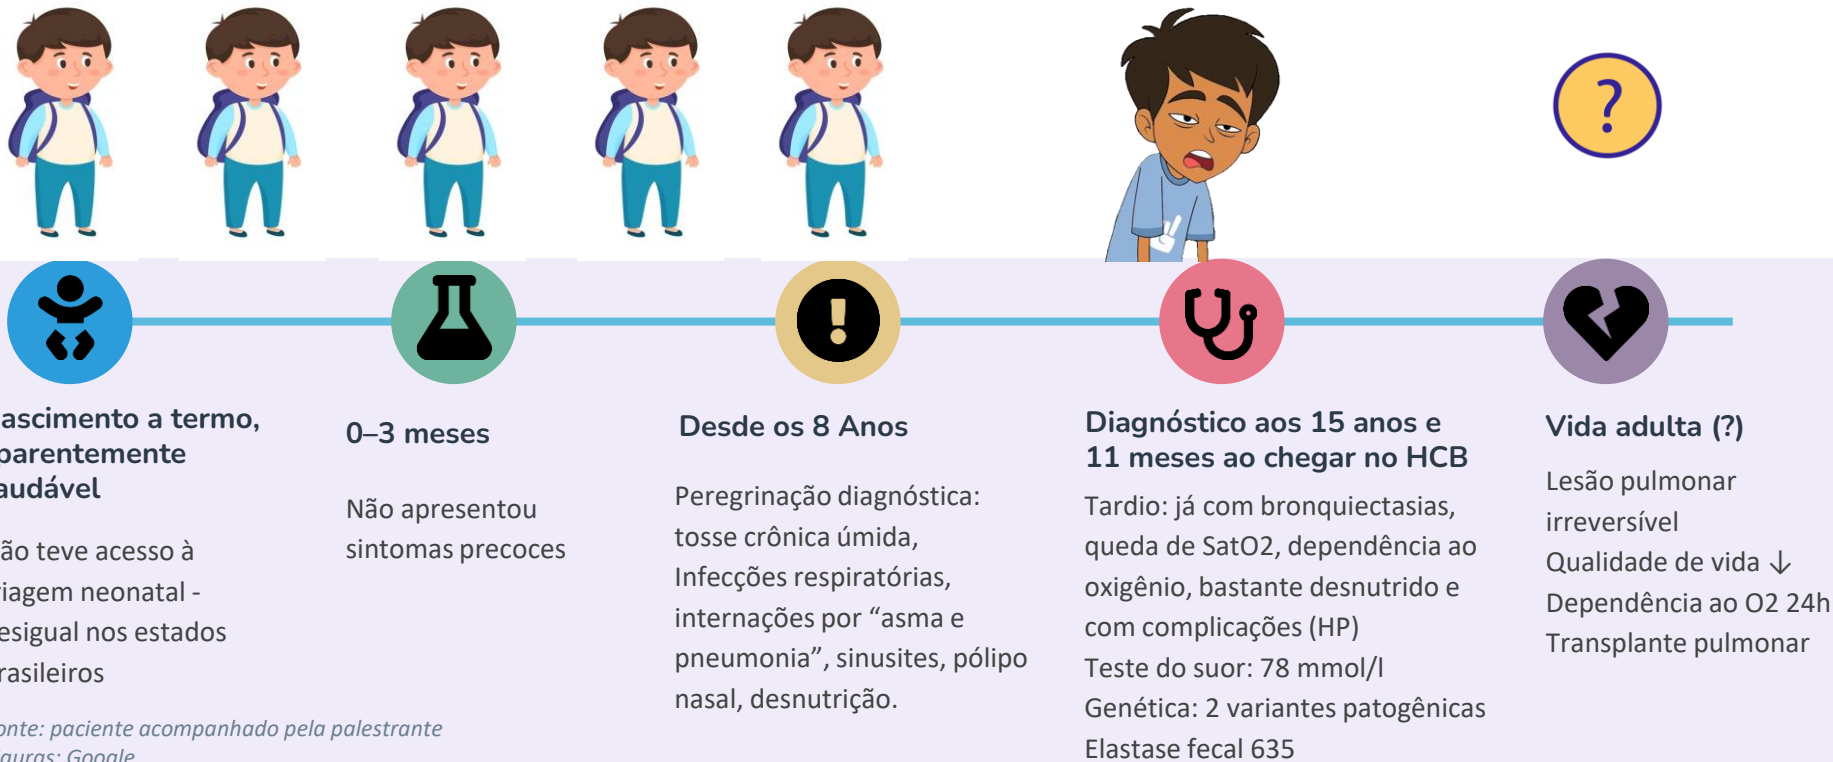 ?
ascimento a termo,
parentemente
audável
ão teve acesso à
riagem neonatal -
esigual nos estados
rasileiros
0–3 meses
Não apresentou
sintomas precoces
Desde os 8 Anos
Peregrinação diagnóstica:
tosse crônica úmida,
Infecções respiratórias,
internações por “asma e
pneumonia”, sinusites, pólipo
nasal, desnutrição.
Diagnóstico aos 15 anos e
11 meses ao chegar no HCB
Tardio: já com bronquiectasias,
queda de SatO2, dependência ao
oxigênio, bastante desnutrido e
com complicações (HP)
Teste do suor: 78 mmol/l
Genética: 2 variantes patogênicas
Elastase fecal 635
Vida adulta (?)
Lesão pulmonar
irreversível
Qualidade de vida ↓
Dependência ao O2 24h
Transplante pulmonar
onte: paciente acompanhado pela palestrante
iguras: Google